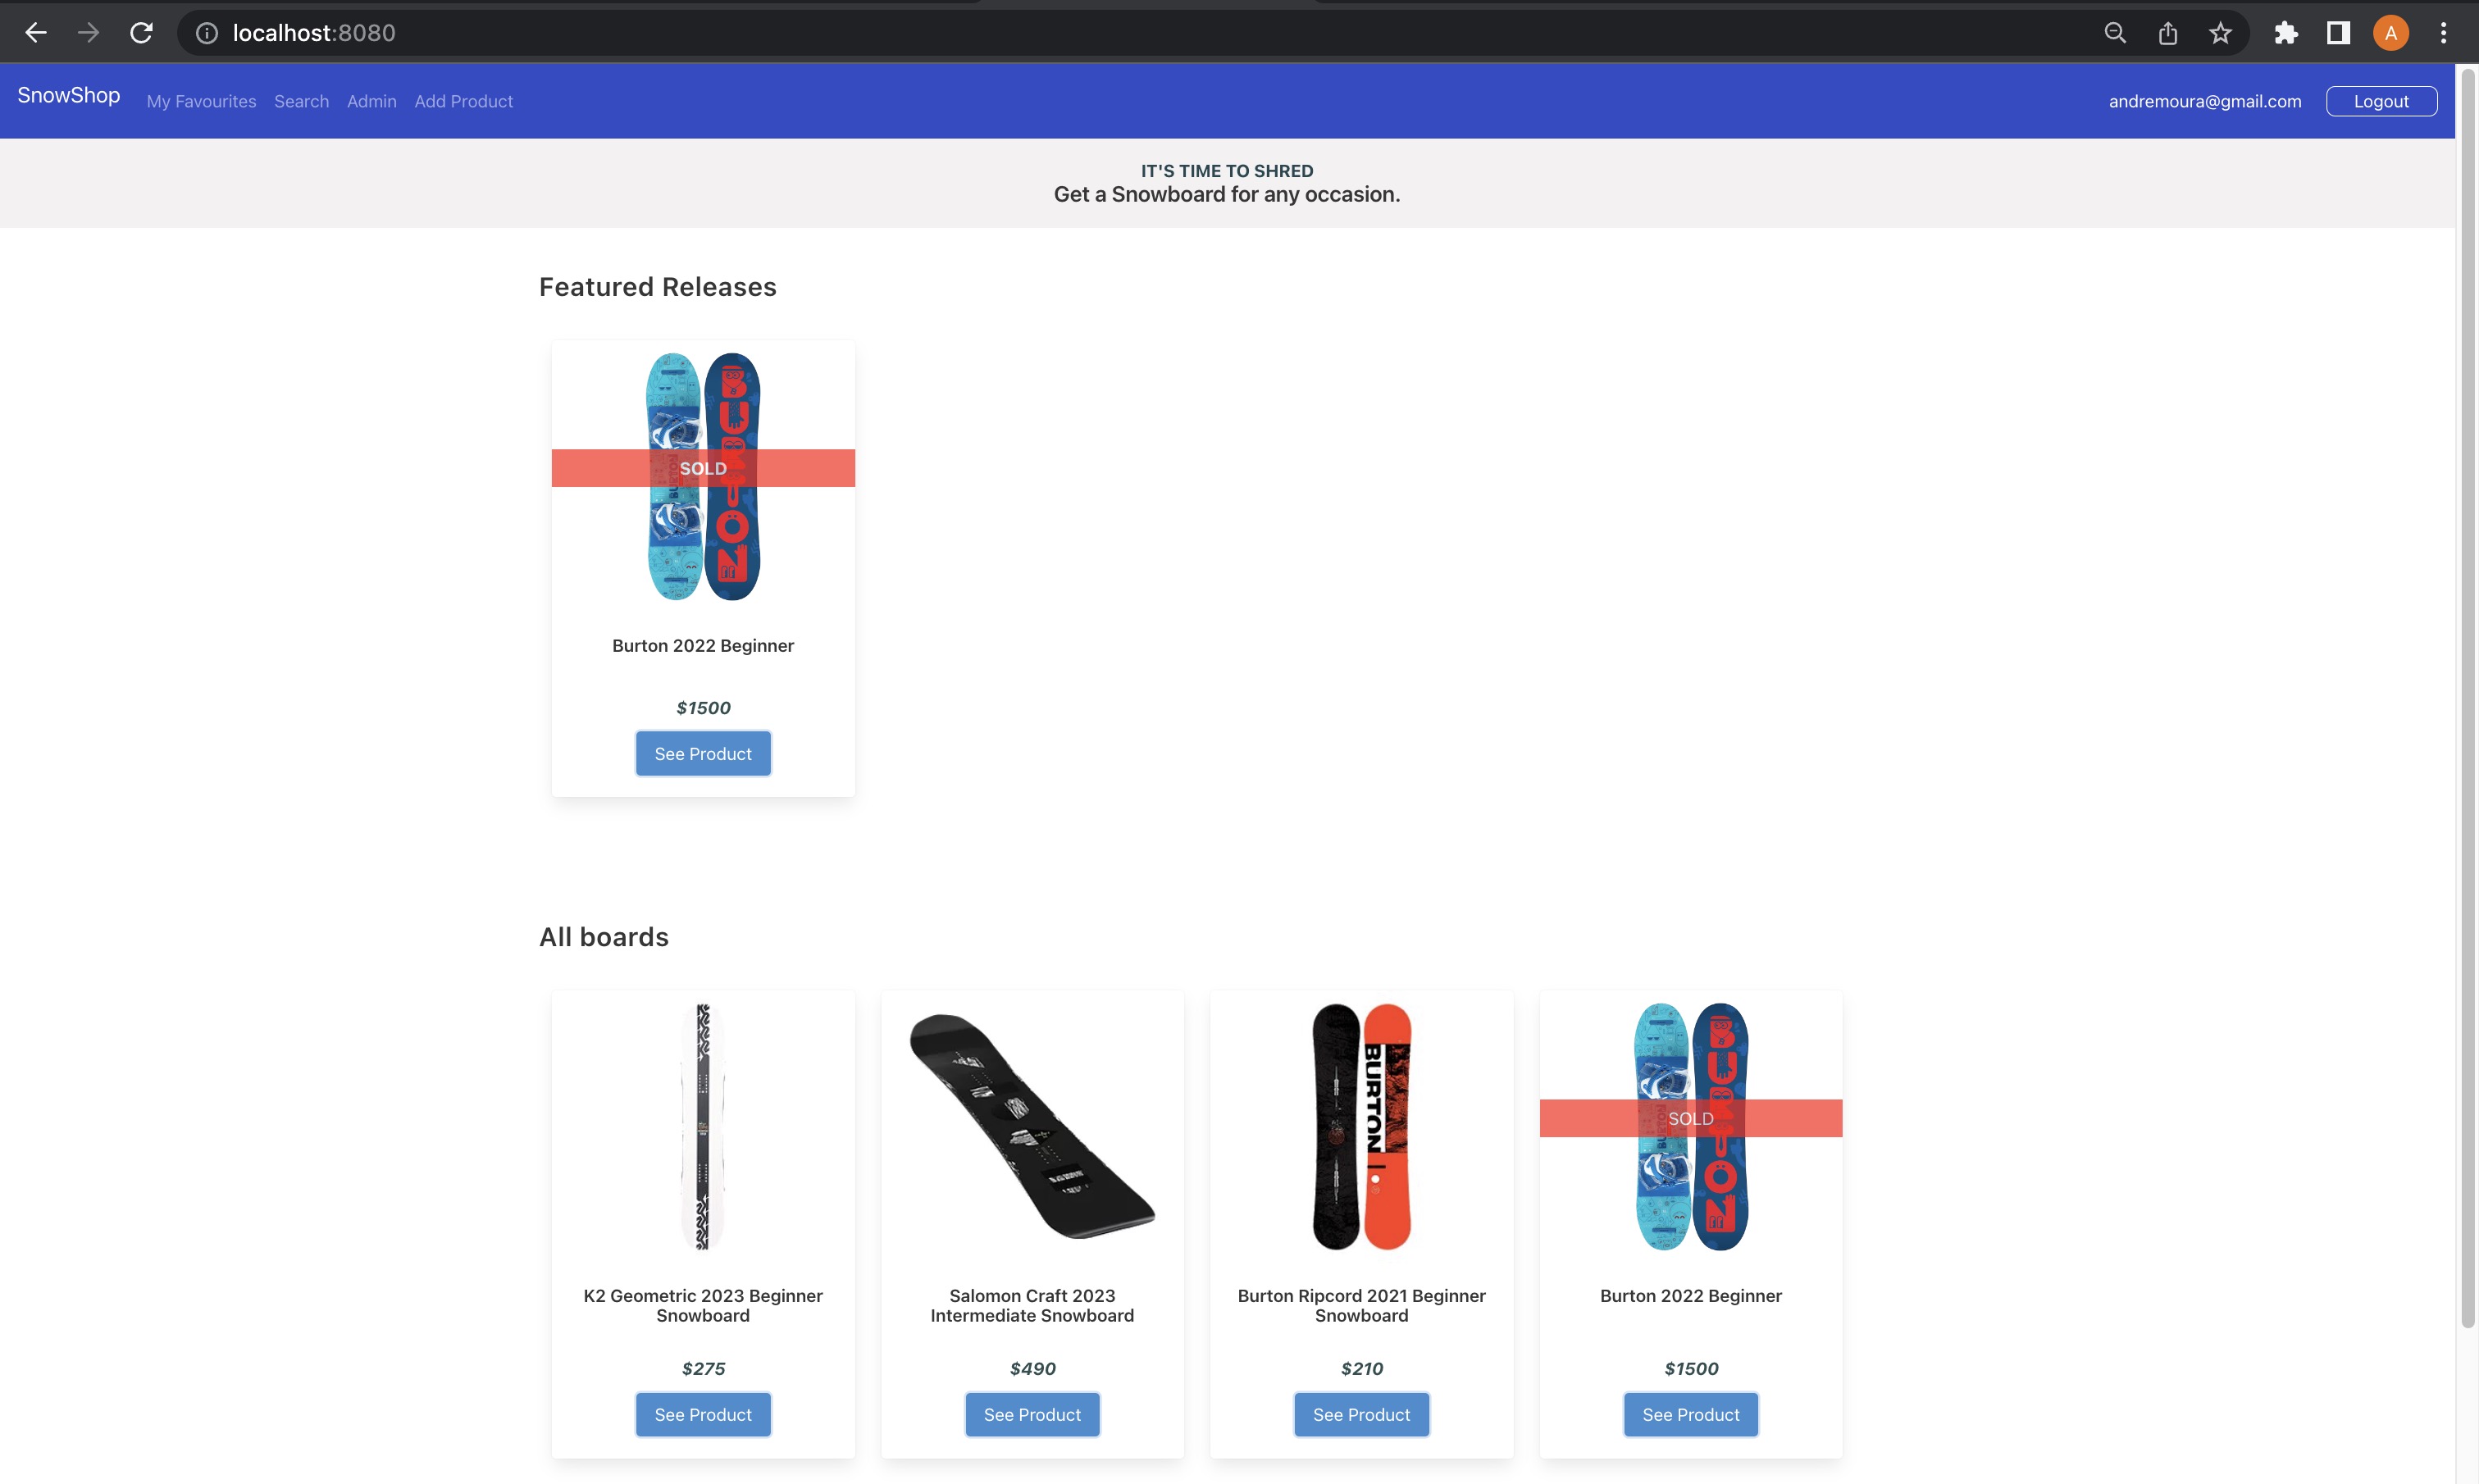 localhost:8080
A
SnowShop
My Favourites
Search
Admin
Add Product
andremoura@gmail.com
Logout
IT'S TIME TO SHRED
Get a Snowboard for any occasion.
Featured Releases
BURTON
SOLD
Burton 2022 Beginner
$1500
See Product
All boards
K2 Geometric 2023 Beginner
Snowboard
$275
See Product
Salomon Craft 2023
Intermediate Snowboard
$490
See Product
BURTON
Burton Ripcord 2021 Beginner
Snowboard
$210
See Product
BURTON
SOLD
Burton 2022 Beginner
$1500
See Product